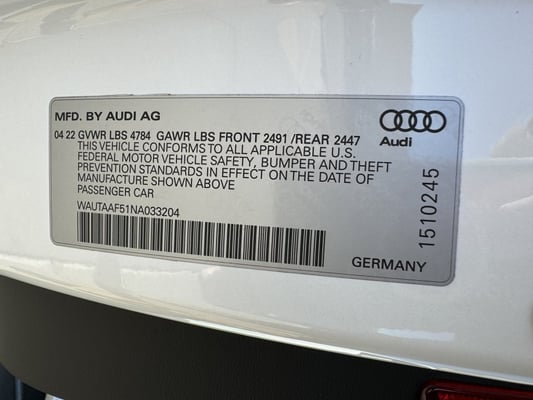 MFD. BY AUDI AG
04 22 GVWR LBS 4784 GAWR LBS FRONT 2491 /REAR 2447
THIS VEHICLE CONFORMS TO ALL APPLICABLE U.S.
FEDERAL MOTOR VEHICLE SAFETY, BUMPER AND THEFT
PREVENTION STANDARDS IN EFFECT ON THE DATE OF
MANUFACTURE SHOWN ABOVE
PASSENGER CAR
WAUTAAF51NA033204
Audi
1510245
GERMANY